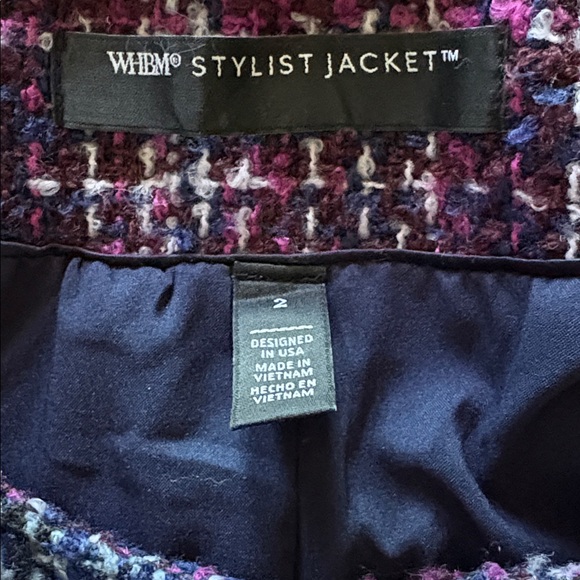 WHBM® STYLIST JACKET™
2
DESIGNED
IN USA
MADE IN
VIETNAM
HECHO EN
VIETNAM